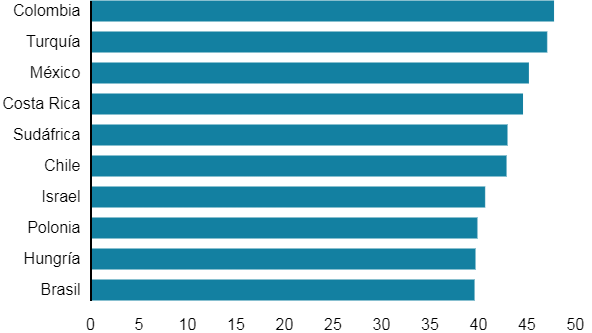 Colombia
Turquía
México
Costa Rica
Sudáfrica
Chile
Israel
Polonia
Hungría
Brasil
0 5 10 15 20 25 30 35 40 45 50